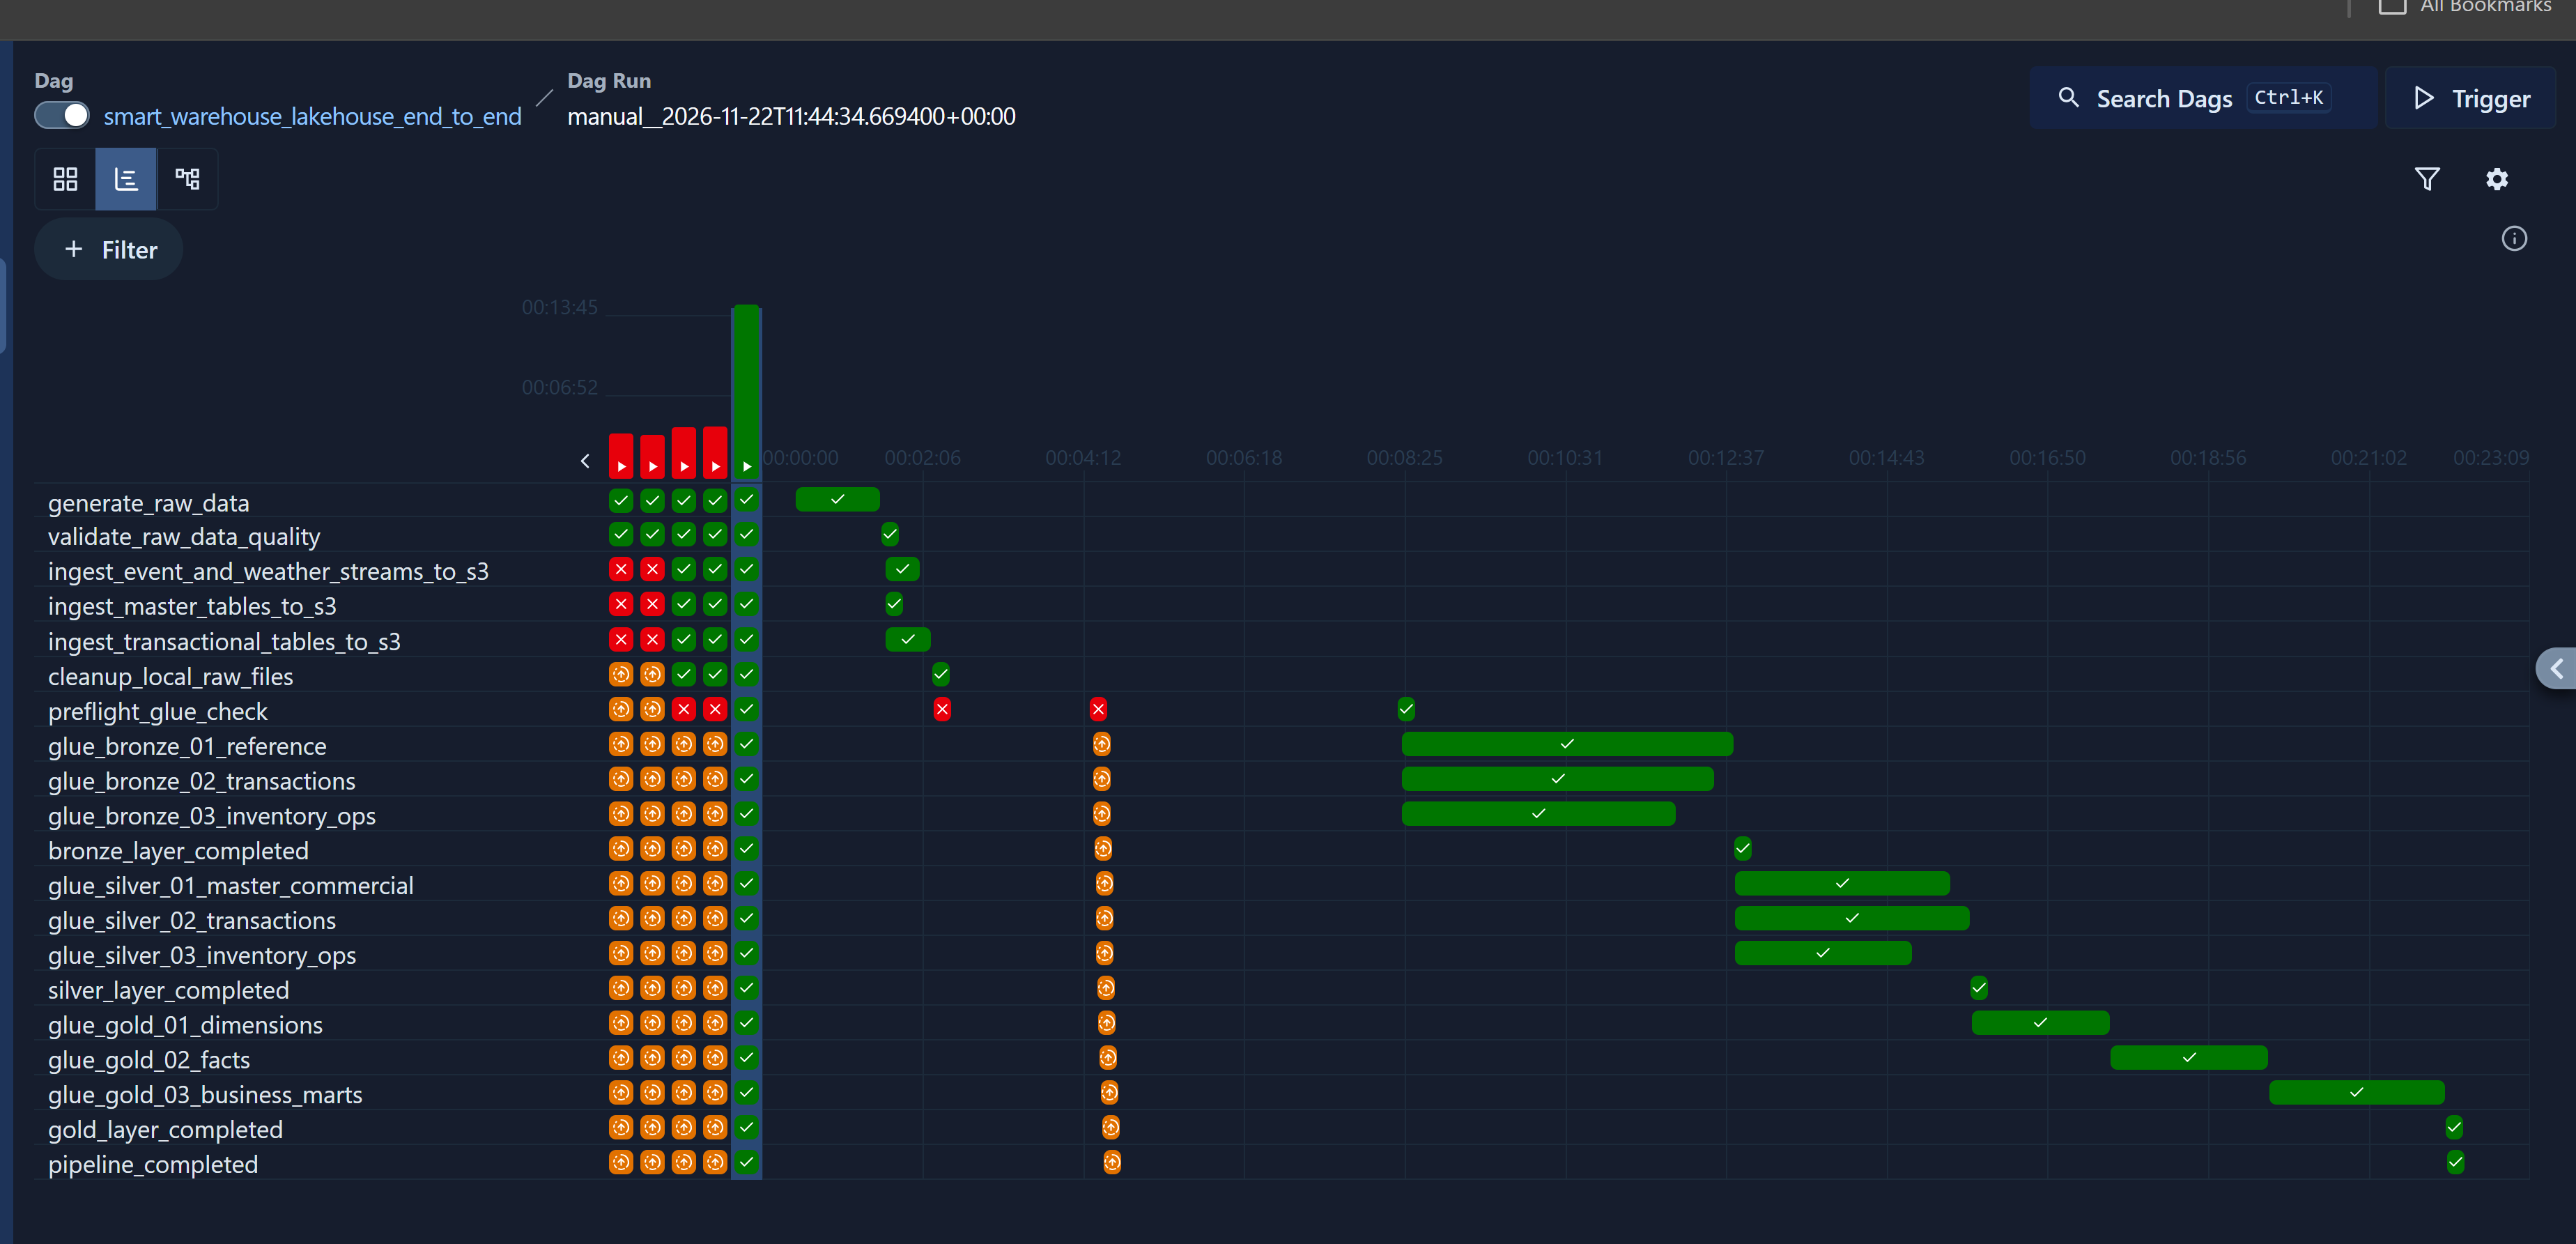 All Bookmarks
Dag
smart_warehouse_lakehouse_end_to_end
Dag Run
manual__2026-11-22T11:44:34.669400+00:00
Search Dags Ctrl+K
Trigger
Filter
00:13:45
00:06:52
00:00:00 00:02:06 00:04:12 00:06:18 00:08:25 00:10:31 00:12:37 00:14:43 00:16:50 00:18:56 00:21:02 00:23:09
generate_raw_data
validate_raw_data_quality
ingest_event_and_weather_streams_to_s3
ingest_master_tables_to_s3
ingest_transactional_tables_to_s3
cleanup_local_raw_files
preflight_glue_check
glue_bronze_01_reference
glue_bronze_02_transactions
glue_bronze_03_inventory_ops
bronze_layer_completed
glue_silver_01_master_commercial
glue_silver_02_transactions
glue_silver_03_inventory_ops
silver_layer_completed
glue_gold_01_dimensions
glue_gold_02_facts
glue_gold_03_business_marts
gold_layer_completed
pipeline_completed